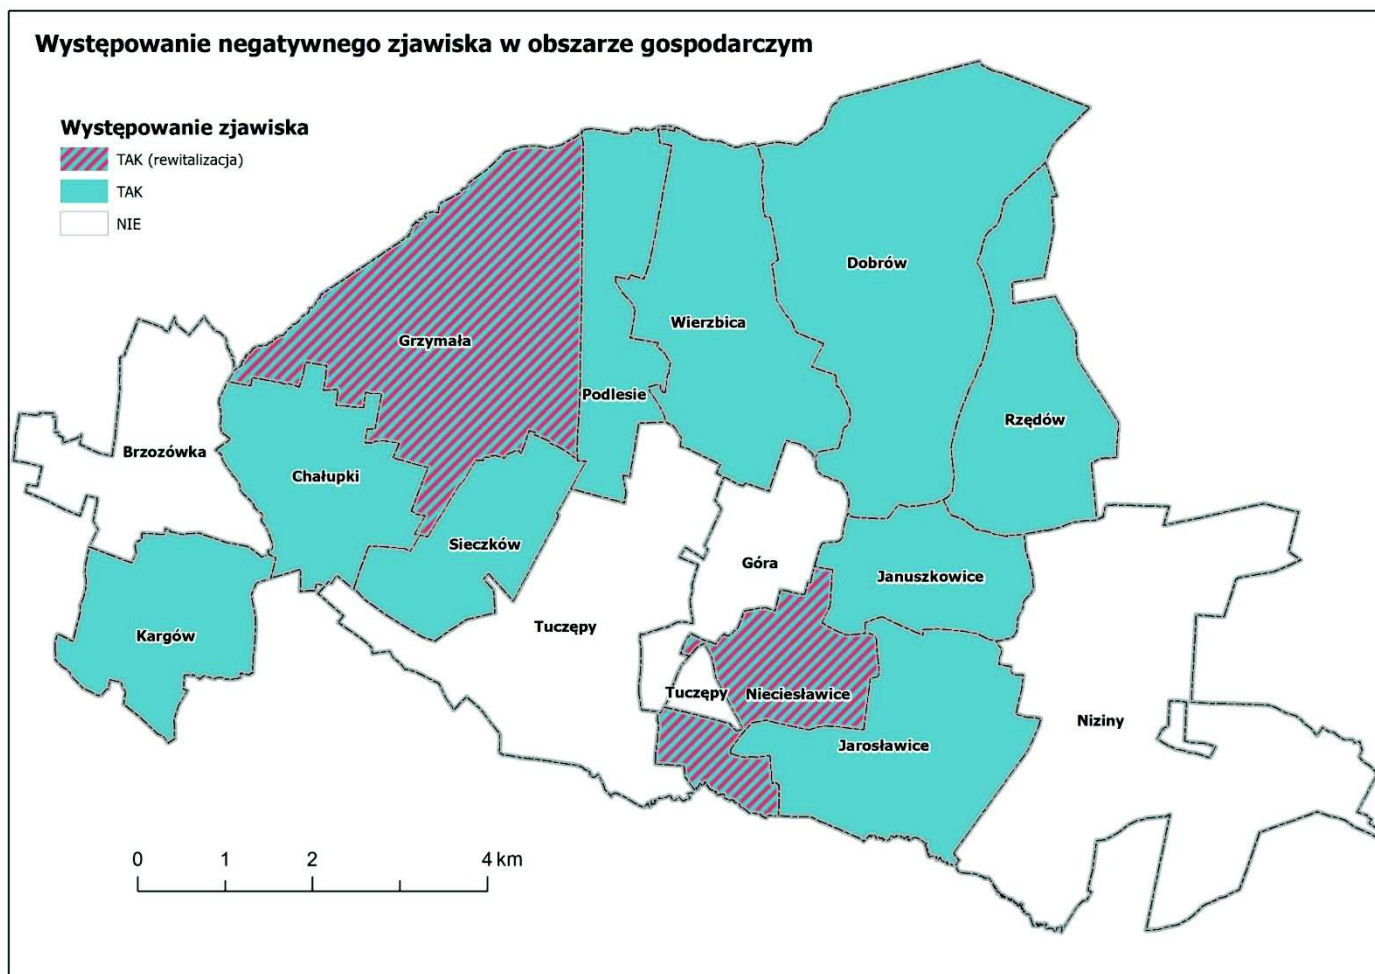 Występowanie negatywnego zjawiska w obszarze gospodarczym
Występowanie zjawiska
TAK (rewitalizacja)
TAK
NIE
Dobrów
Wierzbica
Grzymała
Podlesie
Rzędów
Brzozówka
Chałupki
Sieczków
Góra
Januszkowice
Tuczępy
Kargów
Tuczępy
Nieciesławice
Niziny
Jarosławice
0 1 2 4 km